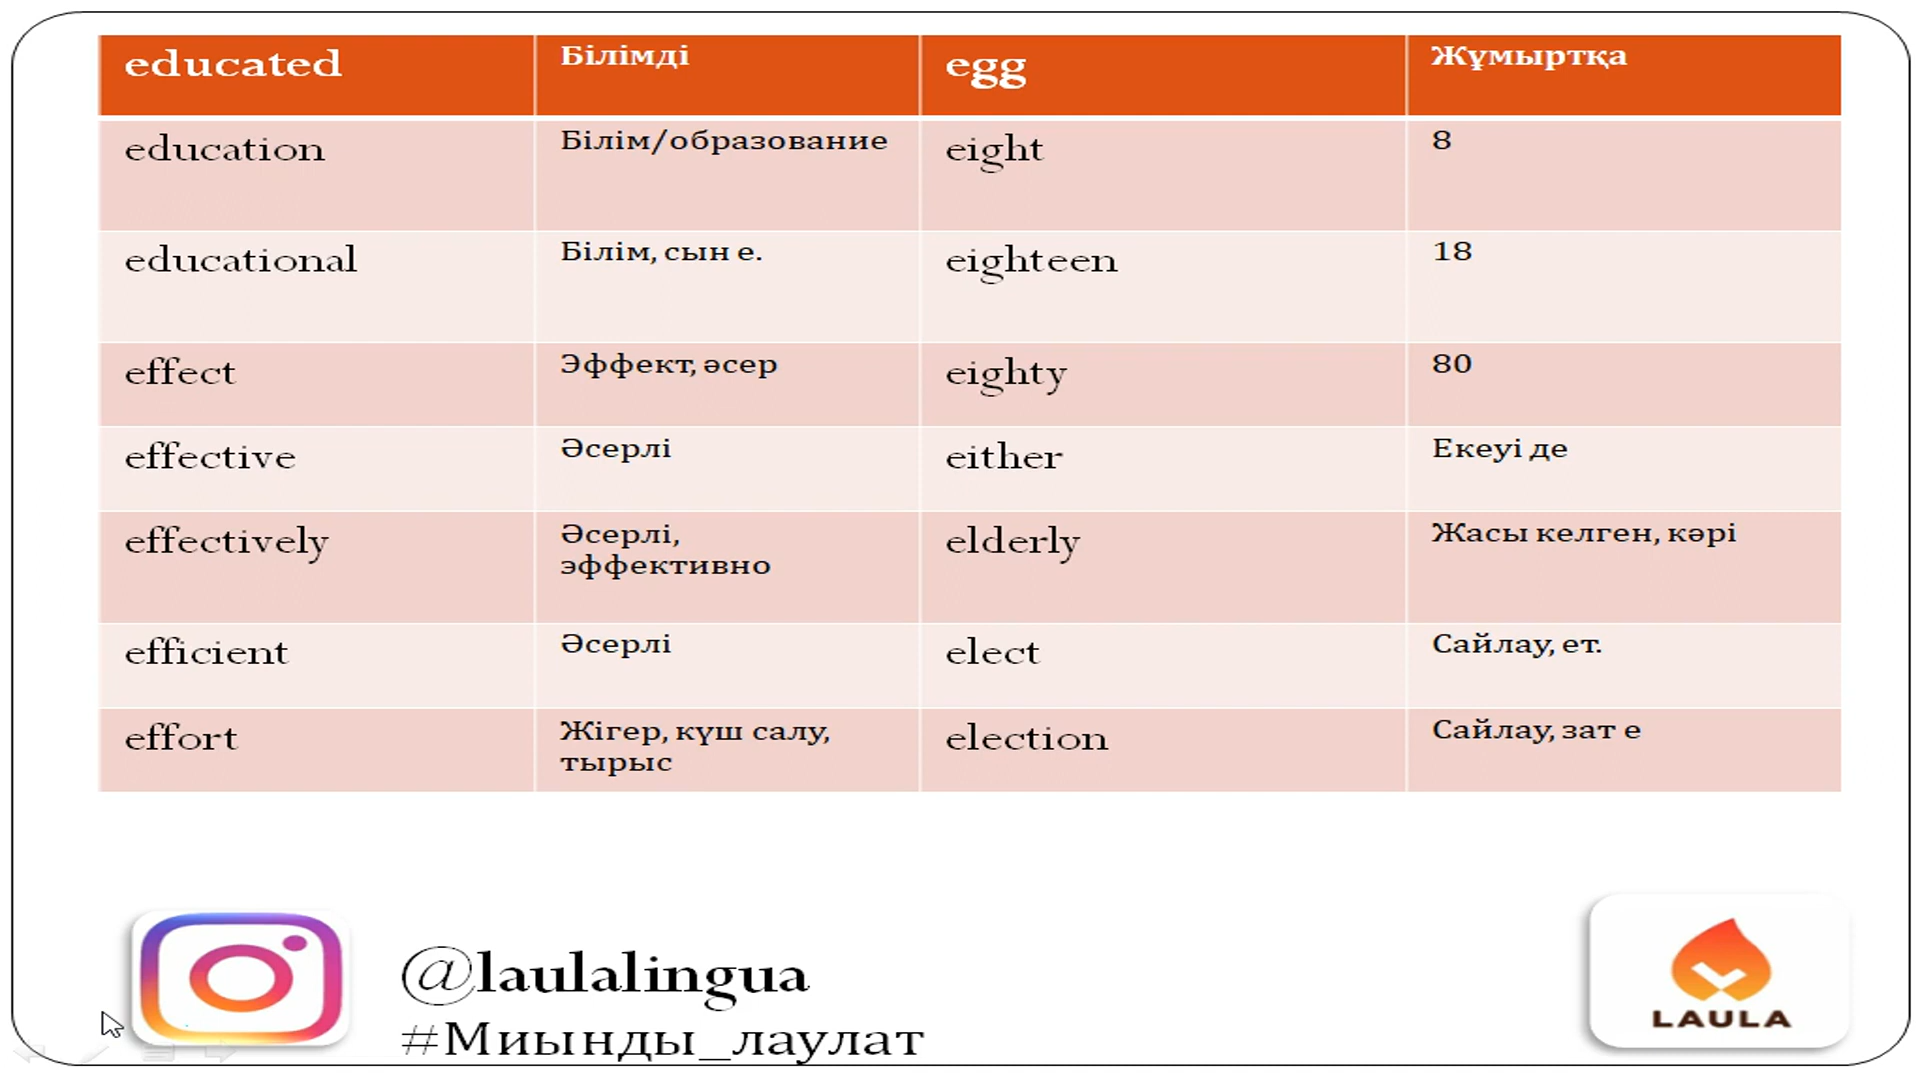 educated Білімді egg Жұмыртқа
education Білім/образование eight 8
educational Білім, сын е. eighteen 18
effect Эффект, әсер eighty 80
effective Әсерлі either Екеуі де
effectively Әсерлі, эффективно elderly Жасы келген, кәрі
efficient Әсерлі elect Сайлау, ет.
effort Жігер, күш салу, тырыс election Сайлау, зат е
@laulalingua
#Миынды_лаулат
LAULA